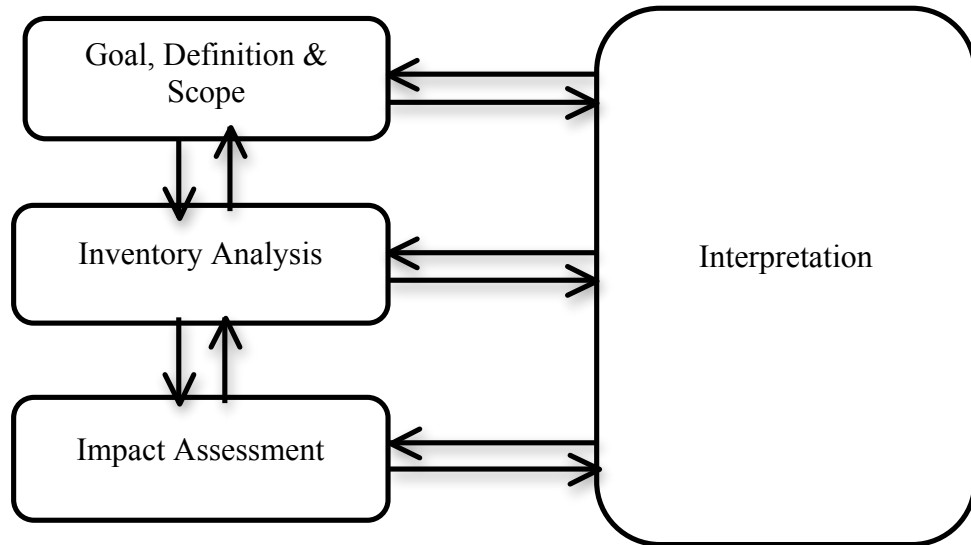 Goal, Definition &
Scope
Inventory Analysis
Interpretation
Impact Assessment